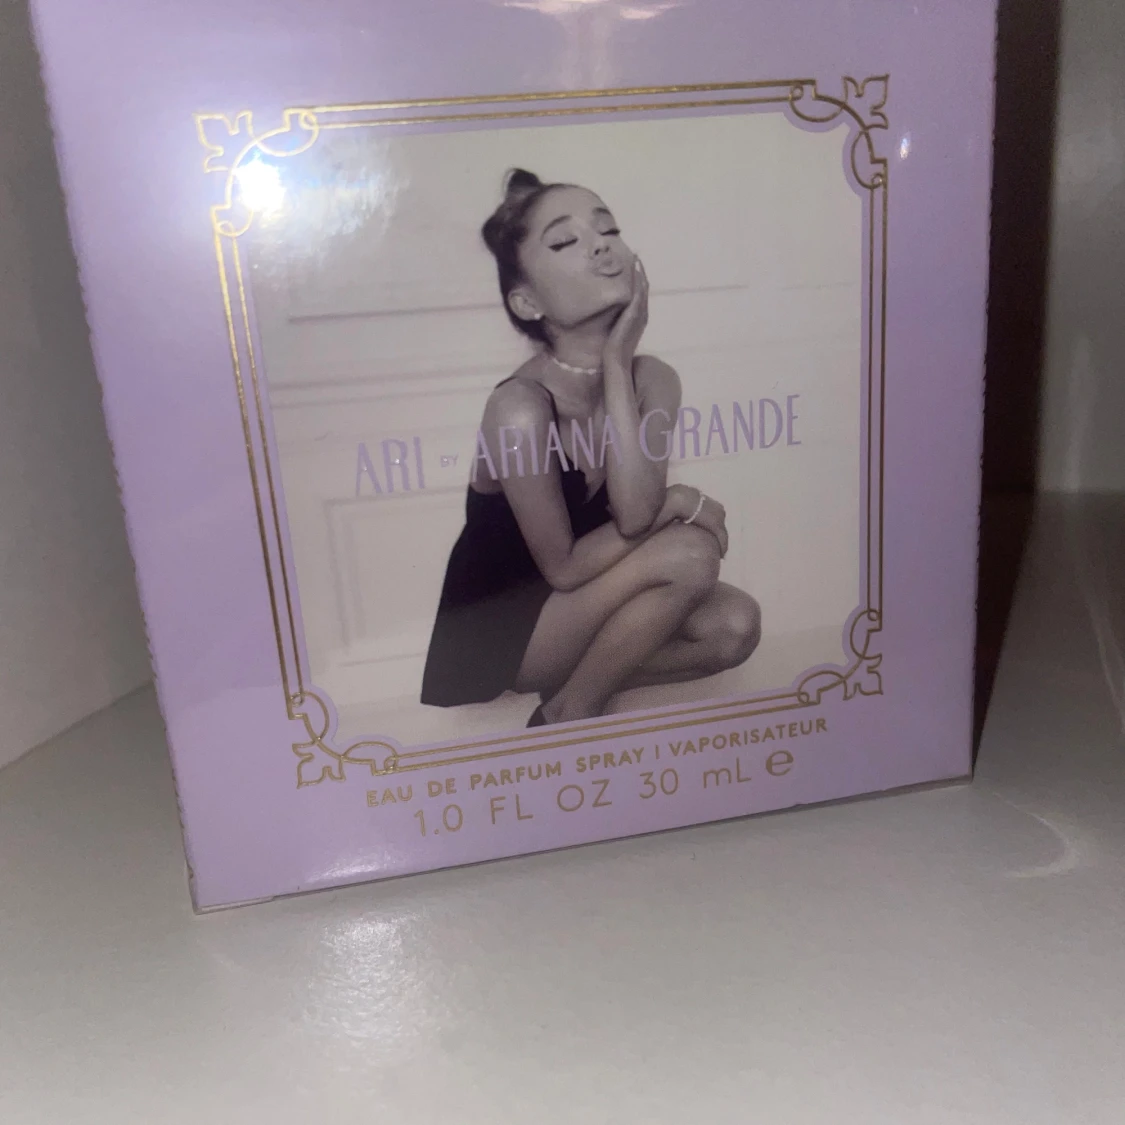 ARI BY ARIANA GRANDE
EAU DE PARFUM SPRAY | VAPORISATEUR
1.0 FL OZ 30 mL ℮